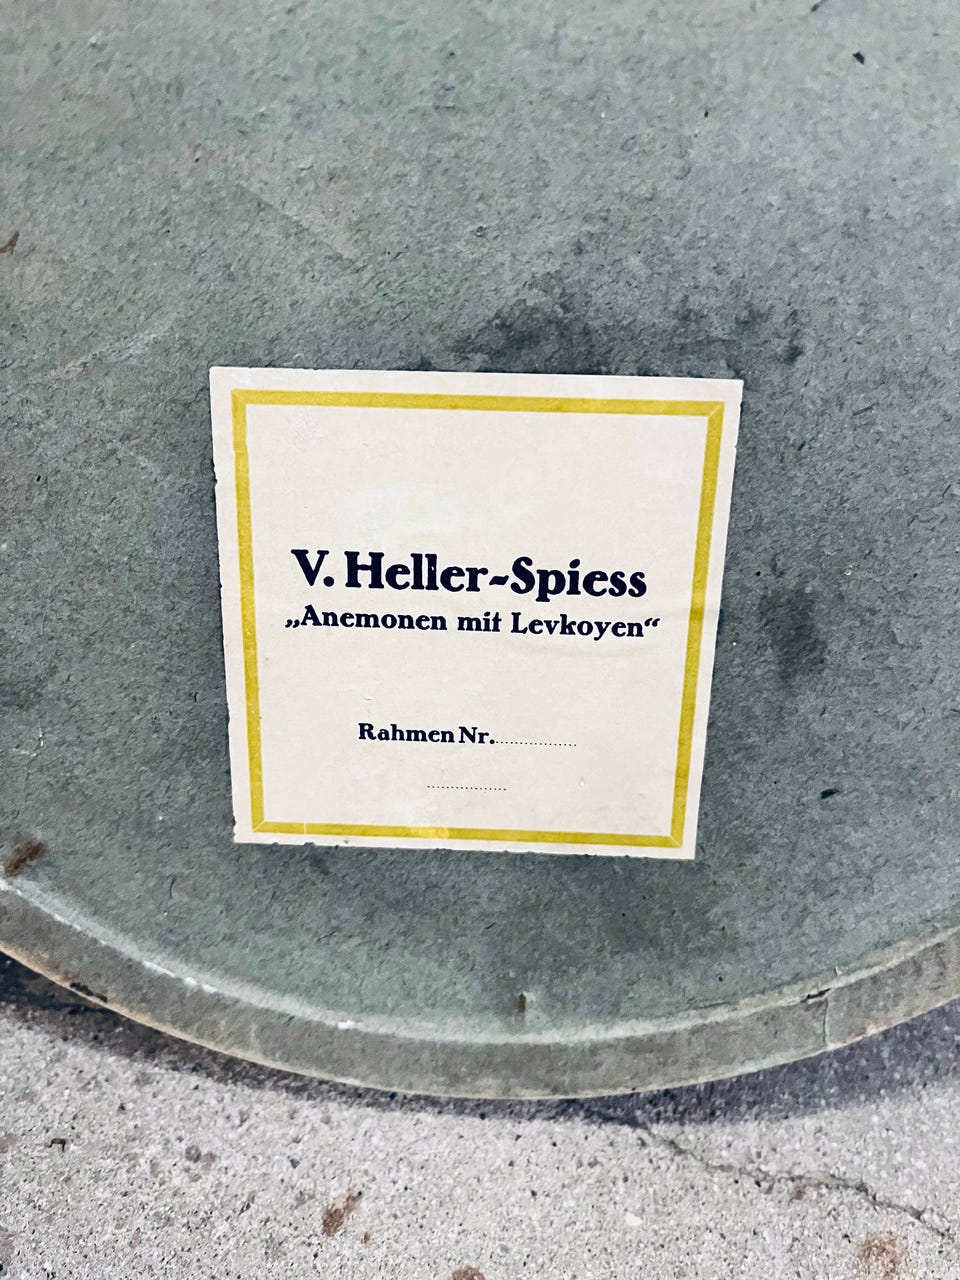 V. Heller-Spiess
„Anemonen mit Levkoyen“
Rahmen Nr.................
................